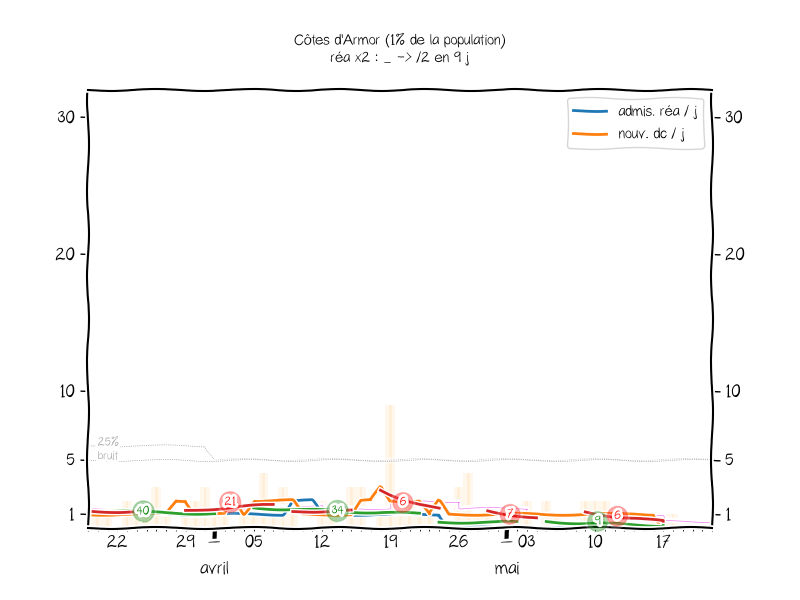 Côtes d'Armor (1% de la population)
réa x2 : _ -> /2 en 9 j
admis. réa / j
nouv. dc / j
30
30
20
20
10
10
25%
bruit
5
5
40
21
34
6
7
9
6
1
1
22 29 05 12 19 26 03 10 17
avril mai